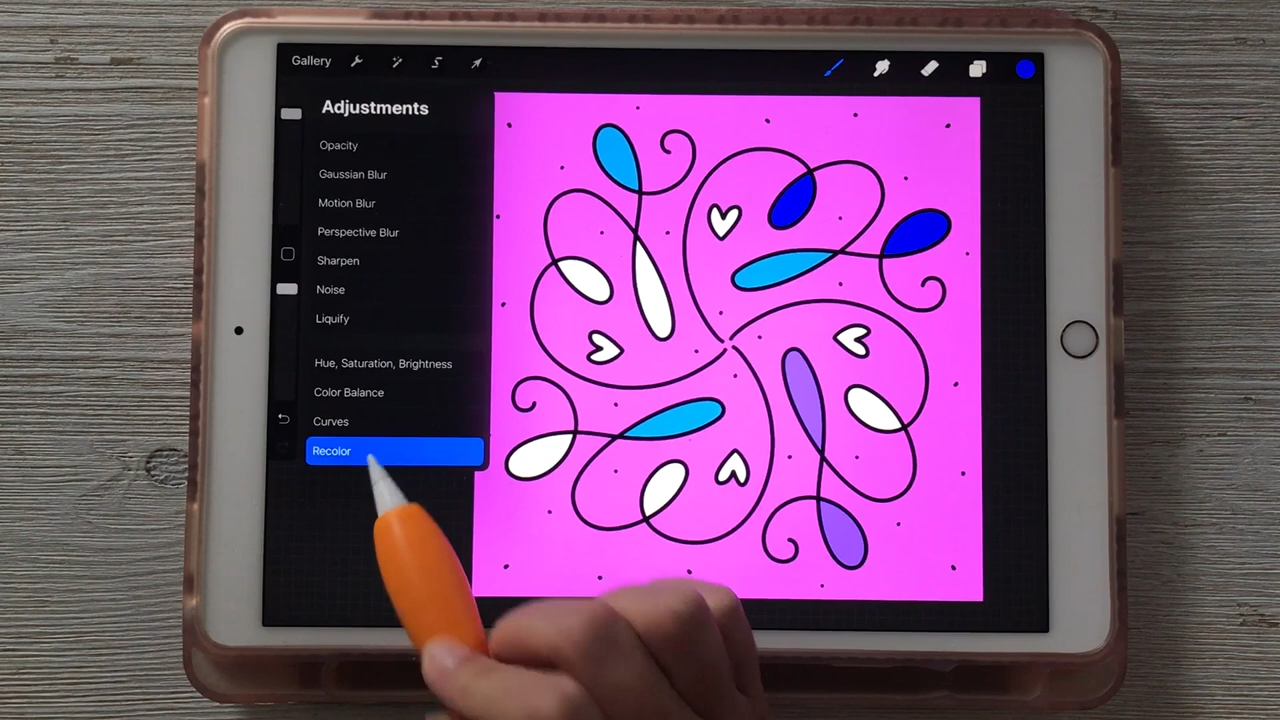 Gallery
Adjustments
Opacity
Gaussian Blur
Motion Blur
Perspective Blur
Sharpen
Noise
Liquify
Hue, Saturation, Brightness
Color Balance
Curves
Recolor